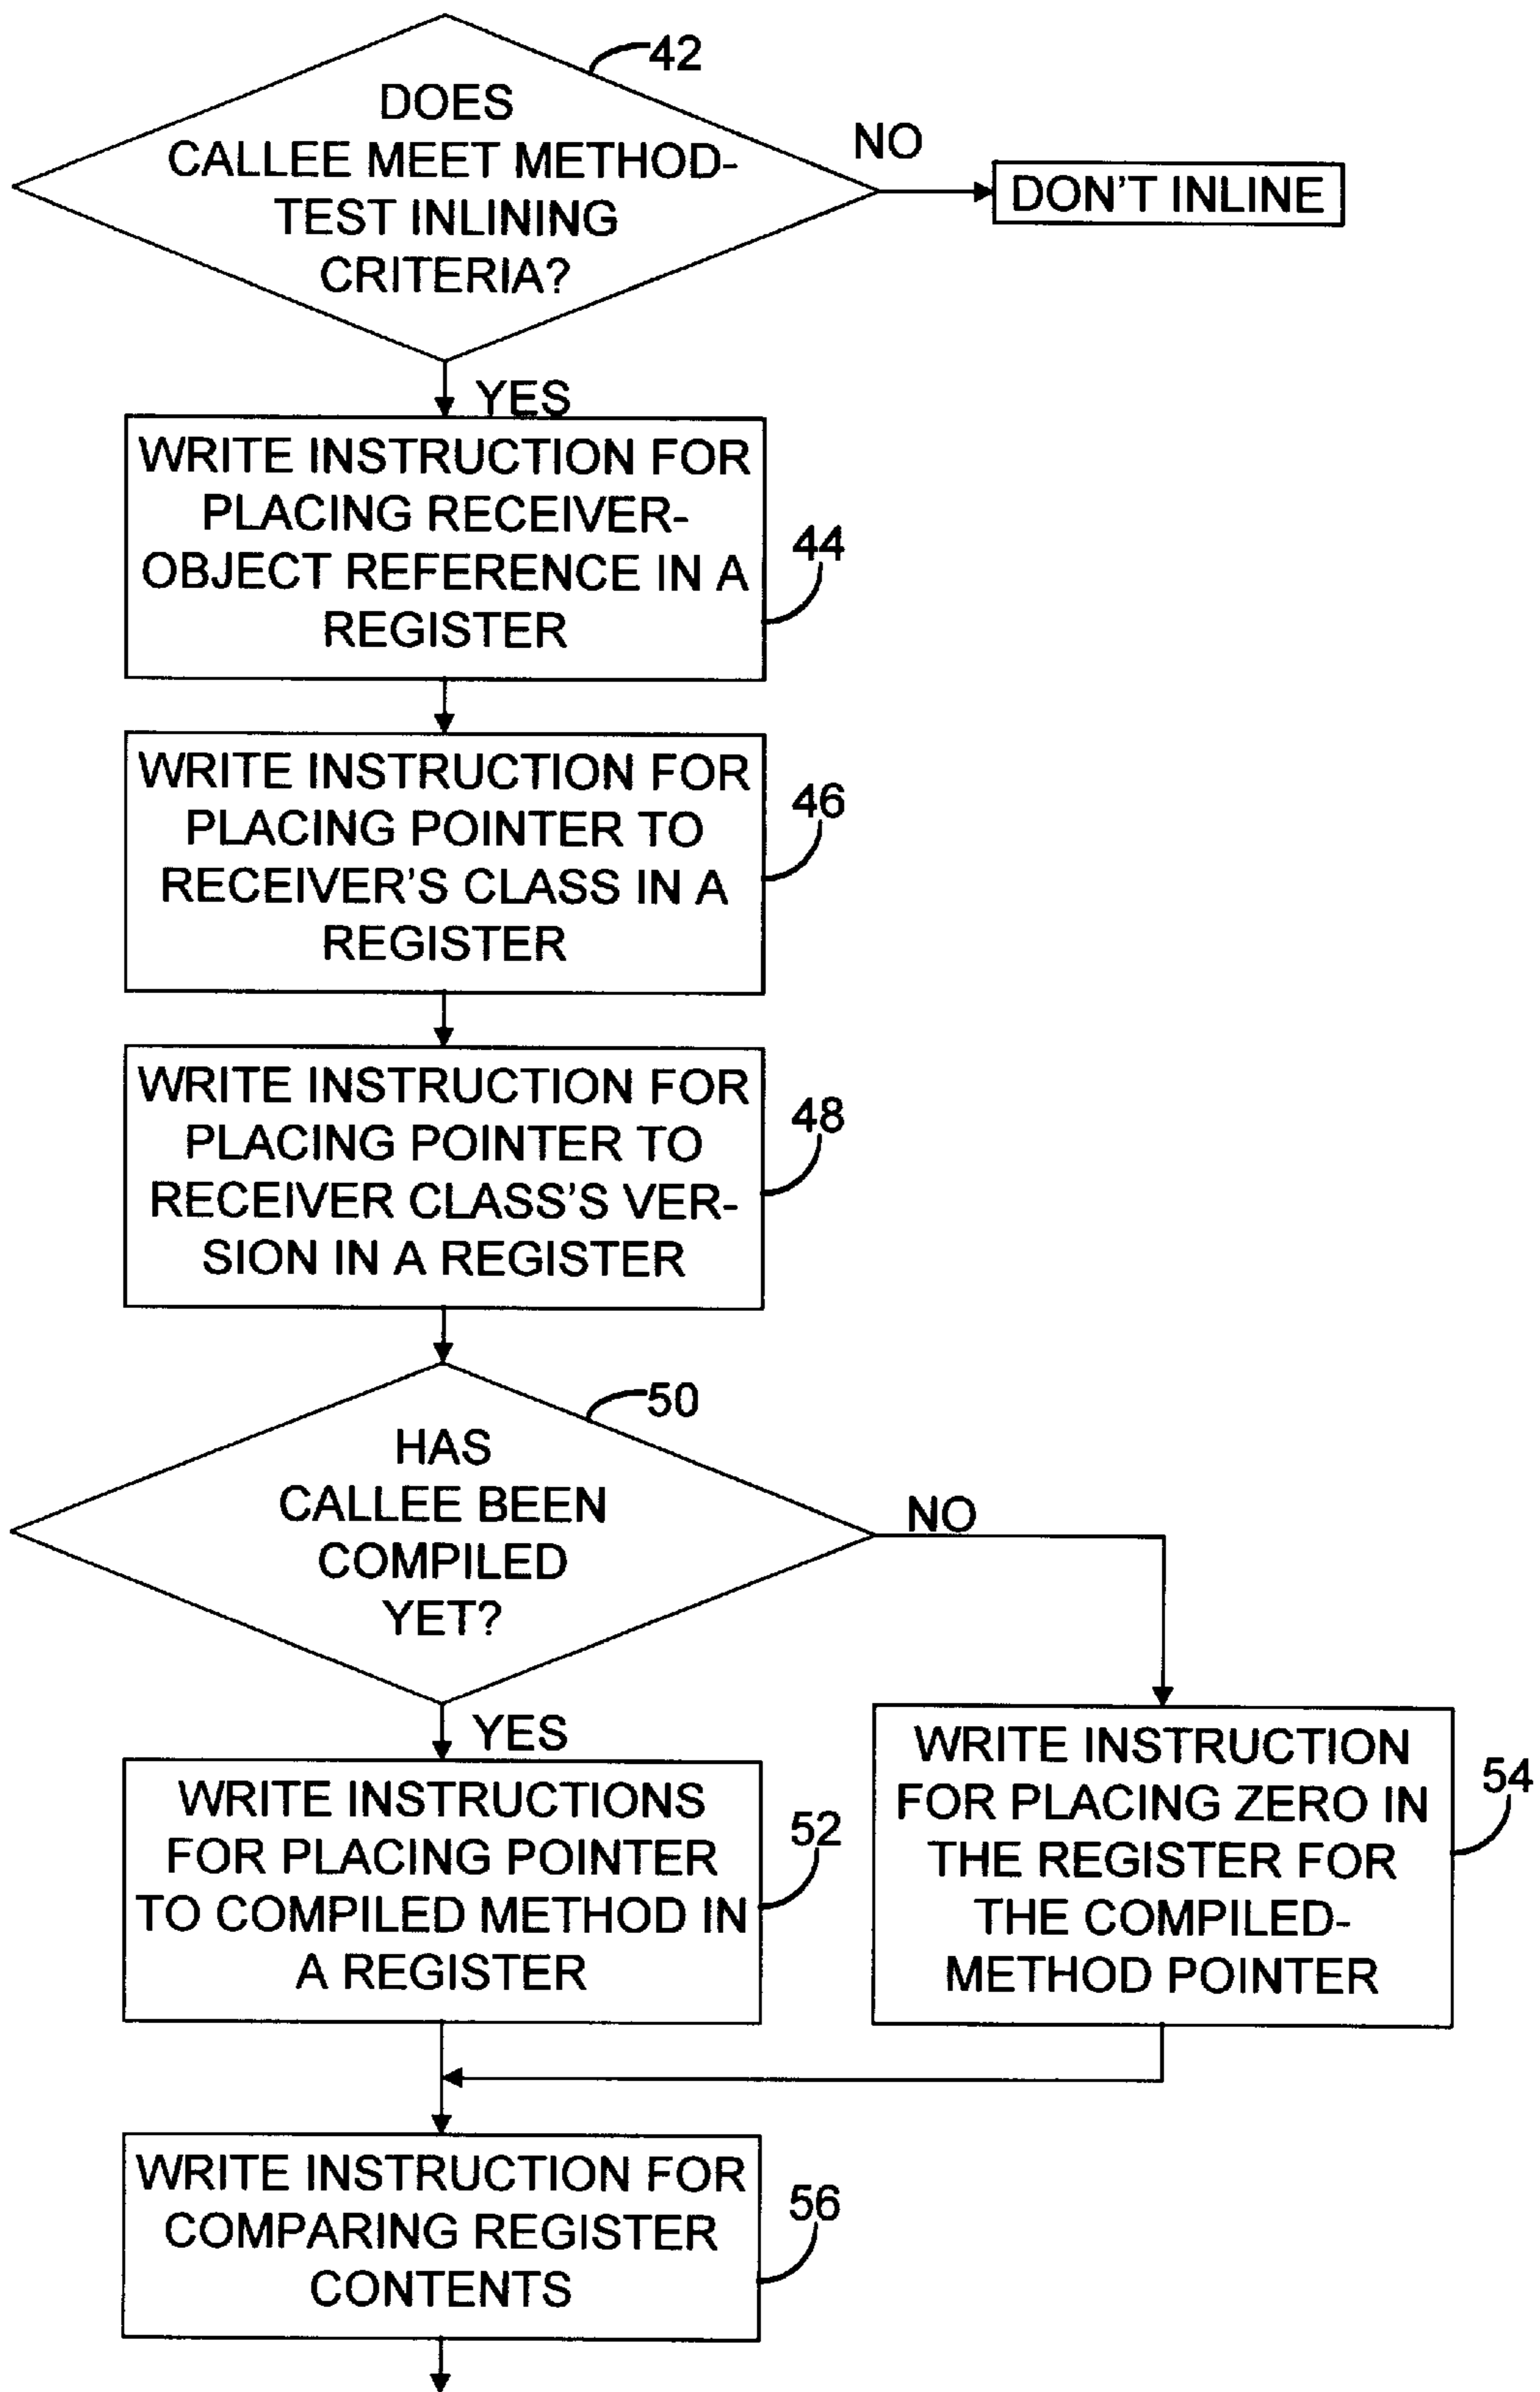 42
DOES
CALLEE MEET METHOD-
TEST INLINING
CRITERIA?
NO
DON'T INLINE
YES
WRITE INSTRUCTION FOR
PLACING RECEIVER-
OBJECT REFERENCE IN A
REGISTER
44
WRITE INSTRUCTION FOR
PLACING POINTER TO
RECEIVER'S CLASS IN A
REGISTER
46
WRITE INSTRUCTION FOR
PLACING POINTER TO
RECEIVER CLASS'S VER-
SION IN A REGISTER
48
50
HAS
CALLEE BEEN
COMPILED
YET?
NO
YES
WRITE INSTRUCTIONS
FOR PLACING POINTER
TO COMPILED METHOD IN
A REGISTER
52
WRITE INSTRUCTION
FOR PLACING ZERO IN
THE REGISTER FOR
THE COMPILED-
METHOD POINTER
54
WRITE INSTRUCTION FOR
COMPARING REGISTER
CONTENTS
56